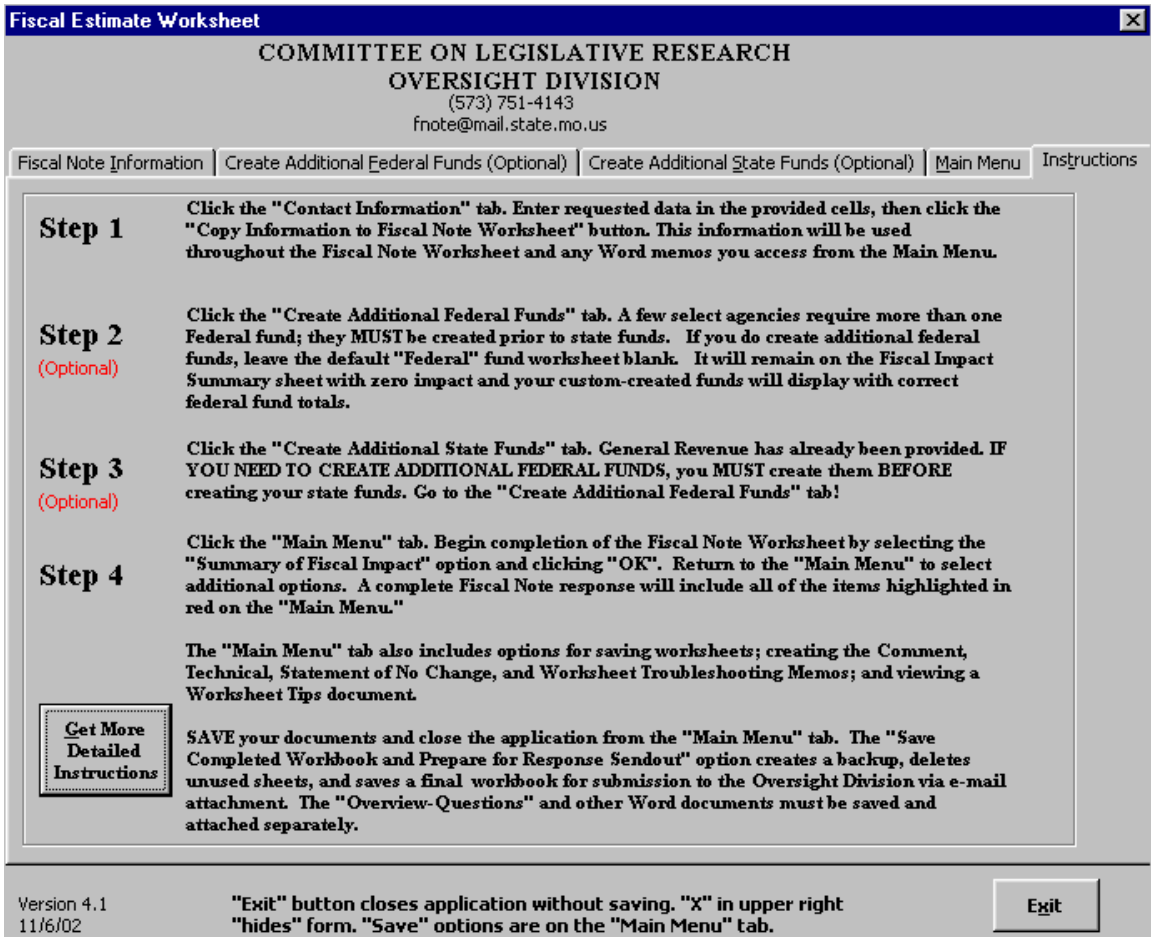 Fiscal Estimate Worksheet
COMMITTEE ON LEGISLATIVE RESEARCH
OVERSIGHT DIVISION
(573) 751-4143
fnote@mail.state.mo.us
Fiscal Note Information
Create Additional Federal Funds (Optional)
Create Additional State Funds (Optional)
Main Menu
Instructions
Step 1
Click the "Contact Information" tab. Enter requested data in the provided cells, then click the
"Copy Information to Fiscal Note Worksheet" button. This information will be used
throughout the Fiscal Note Worksheet and any Word memos you access from the Main Menu.
Step 2
(Optional)
Click the "Create Additional Federal Funds" tab. A few select agencies require more than one
Federal fund; they MUST be created prior to state funds. If you do create additional federal
funds, leave the default "Federal" fund worksheet blank. It will remain on the Fiscal Impact
Summary sheet with zero impact and your custom-created funds will display with correct
federal fund totals.
Step 3
(Optional)
Click the "Create Additional State Funds" tab. General Revenue has already been provided. IF
YOU NEED TO CREATE ADDITIONAL FEDERAL FUNDS, you MUST create them BEFORE
creating your state funds. Go to the "Create Additional Federal Funds" tab!
Step 4
Click the "Main Menu" tab. Begin completion of the Fiscal Note Worksheet by selecting the
"Summary of Fiscal Impact" option and clicking "OK". Return to the "Main Menu" to select
additional options. A complete Fiscal Note response will include all of the items highlighted in
red on the "Main Menu."
The "Main Menu" tab also includes options for saving worksheets; creating the Comment,
Technical, Statement of No Change, and Worksheet Troubleshooting Memos; and viewing a
Worksheet Tips document.
Get More
Detailed
Instructions
SAVE your documents and close the application from the "Main Menu" tab. The "Save
Completed Workbook and Prepare for Response Sendout" option creates a backup, deletes
unused sheets, and saves a final workbook for submission to the Oversight Division via e-mail
attachment. The "Overview-Questions" and other Word documents must be saved and
attached separately.
Version 4.1
11/6/02
"Exit" button closes application without saving. "X" in upper right
"hides" form. "Save" options are on the "Main Menu" tab.
Exit